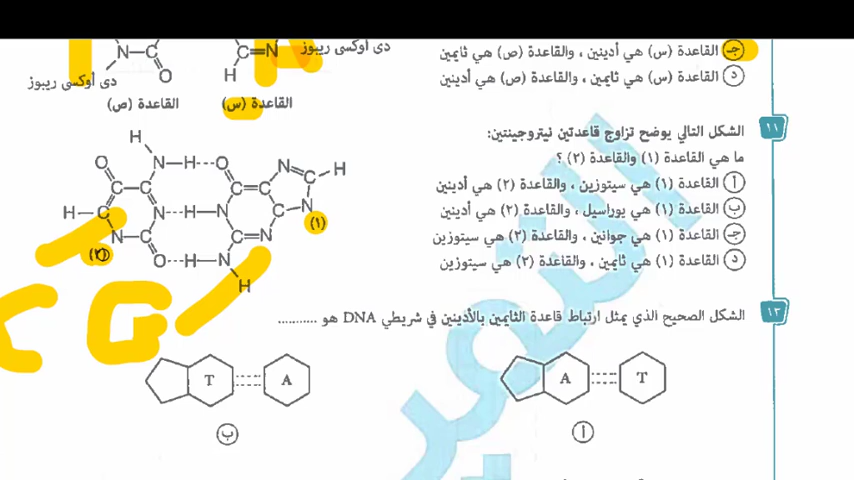 ج القاعدة (س) هي أدينين ، والقاعدة (ص) هي ثايمين
د القاعدة (س) هي ثايمين ، والقاعدة (ص) هي أدينين
N C O
C=N
H
دى أوكسى ريبوز
دى أوكسى ريبوز
القاعدة (س)
القاعدة (ص)
١١ الشكل التالي يوضح تزاوج قاعدتين نيتروجينتين:
ما هي القاعدة (١) والقاعدة (٢) ؟
أ القاعدة (١) هي سيتوزين ، والقاعدة (٢) هي أدينين
ب القاعدة (١) هي يوراسيل ، والقاعدة (٢) هي أدينين
ج القاعدة (١) هي جوانين ، والقاعدة (٢) هي سيتوزين
د القاعدة (١) هي ثايمين ، والقاعدة (٢) هي سيتوزين
H
O N H O N C H
C C C C
H C N H N C N
N C C N
O H N
H
(١)
(٢)
C G
١٢ الشكل الصحيح الذي يمثل ارتباط قاعدة الثايمين بالأدينين في شريطي DNA هو ...........
A T
أ
T A
ب